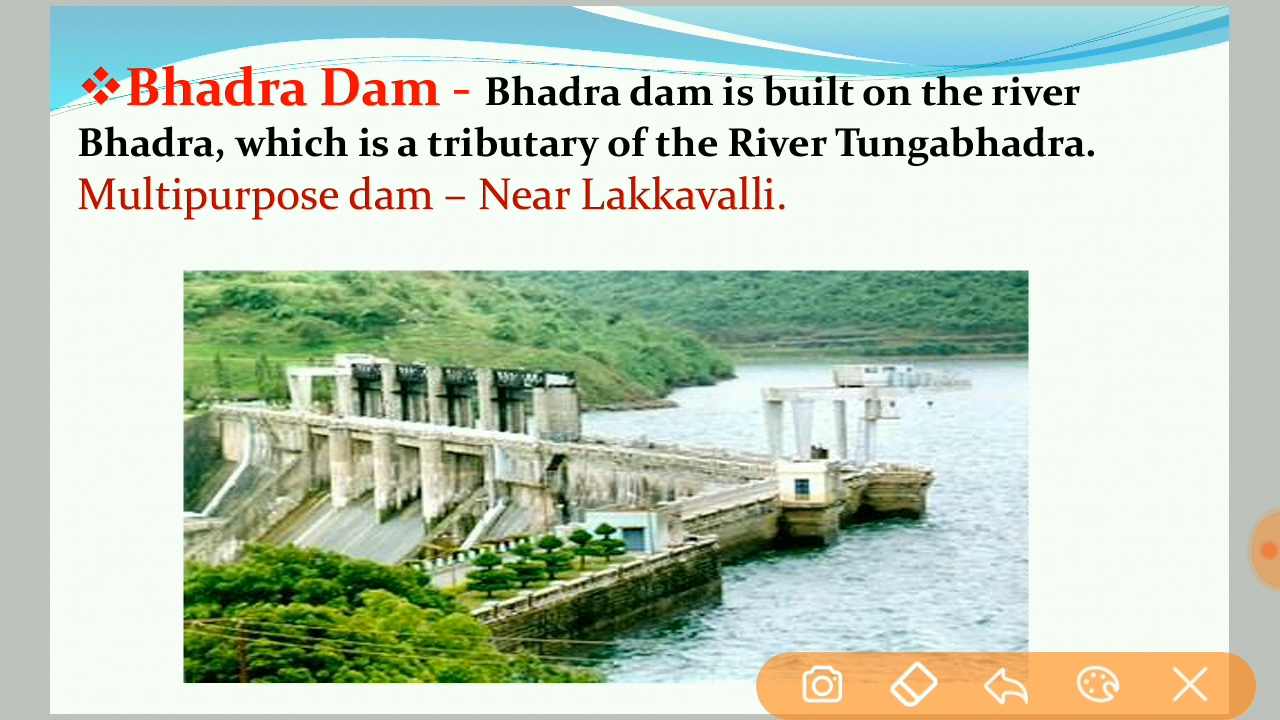 ❖Bhadra Dam - Bhadra dam is built on the river
Bhadra, which is a tributary of the River Tungabhadra.
Multipurpose dam – Near Lakkavalli.